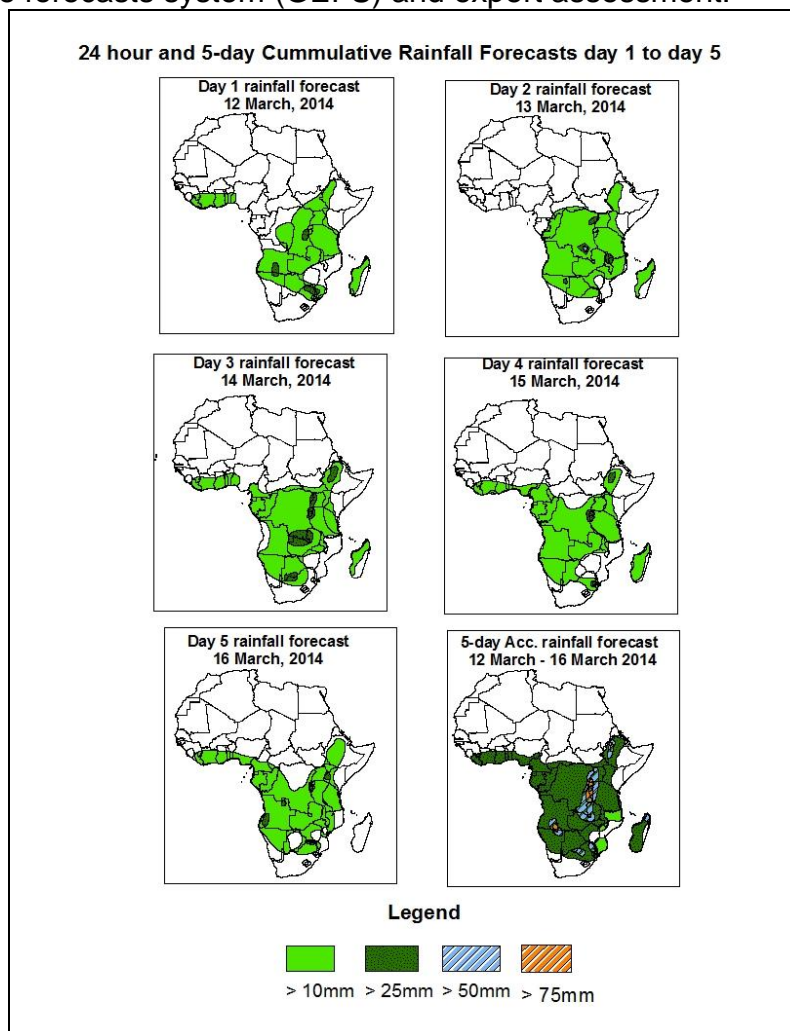 forecasts system (GEFS) and expert assessment.
24 hour and 5-day Cummulative Rainfall Forecasts day 1 to day 5
Day 1 rainfall forecast
12 March, 2014
Day 2 rainfall forecast
13 March, 2014
Day 3 rainfall forecast
14 March, 2014
Day 4 rainfall forecast
15 March, 2014
Day 5 rainfall forecast
16 March, 2014
5-day Acc. rainfall forecast
12 March - 16 March 2014
Legend
> 10mm > 25mm > 50mm > 75mm